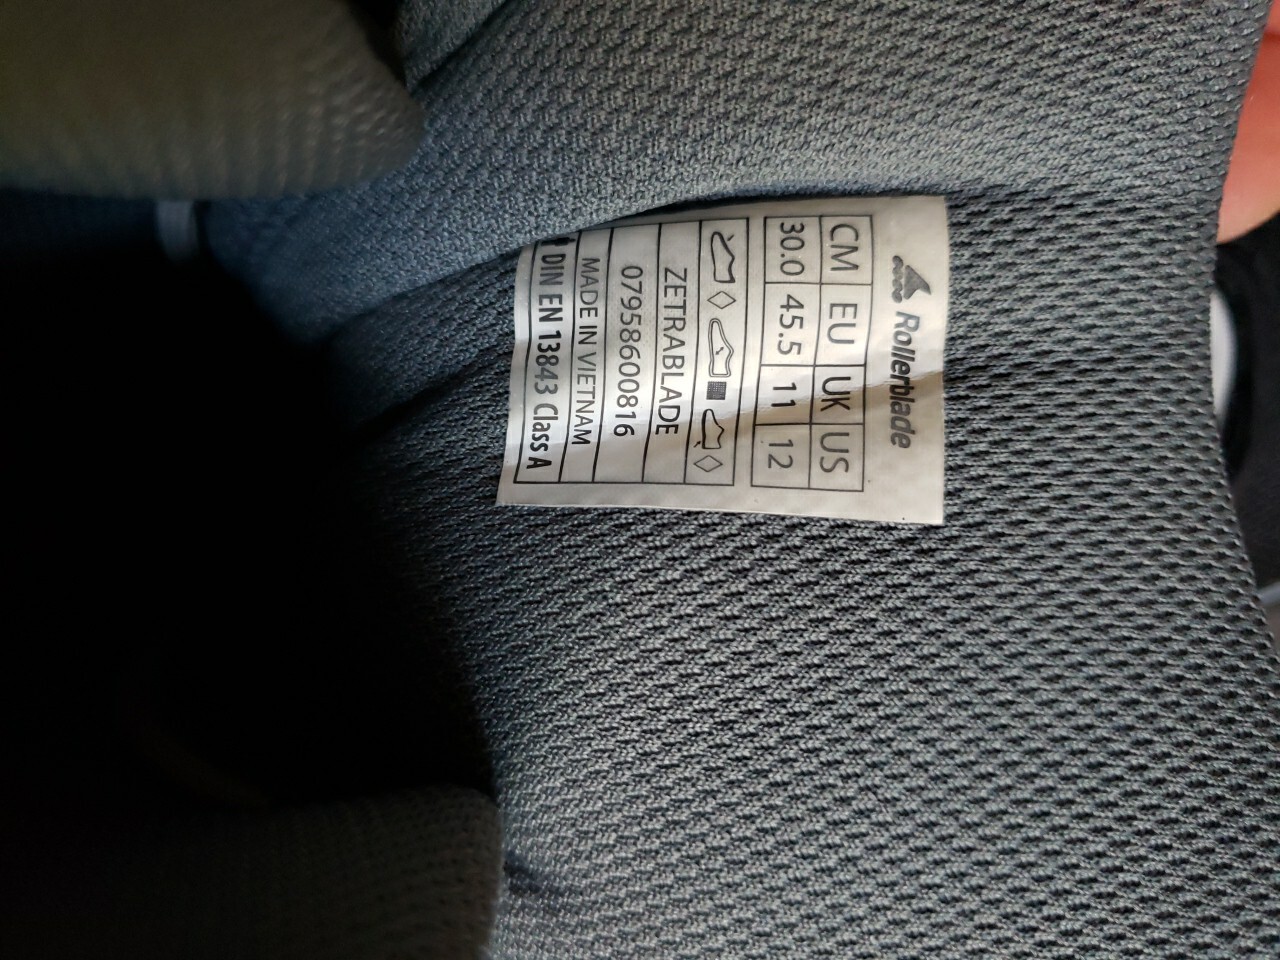 Rollerblade
CM EU UK US
30.0 45.5 11 12
ZETRABLADE
07958600816
MADE IN VIETNAM
DIN EN 13843 Class A